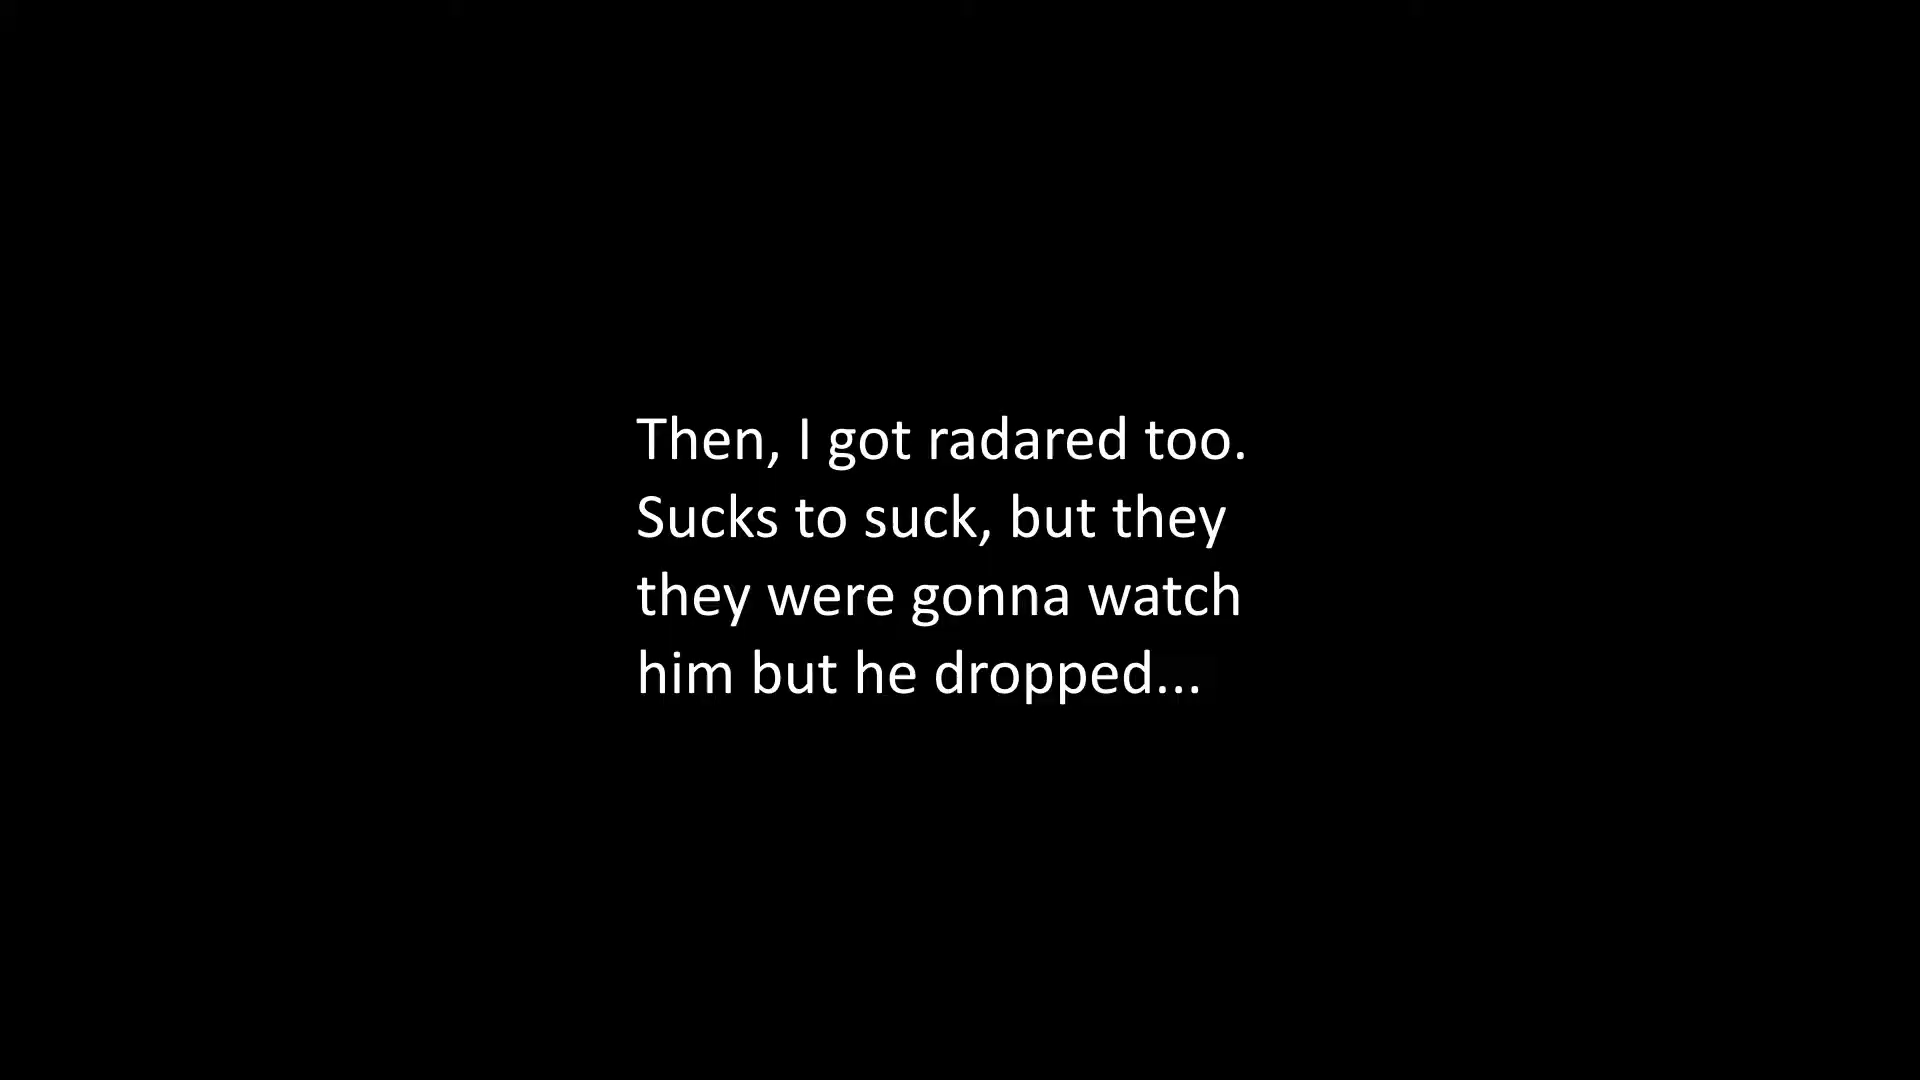 Then, I got radared too.
Sucks to suck, but they
they were gonna watch
him but he dropped...